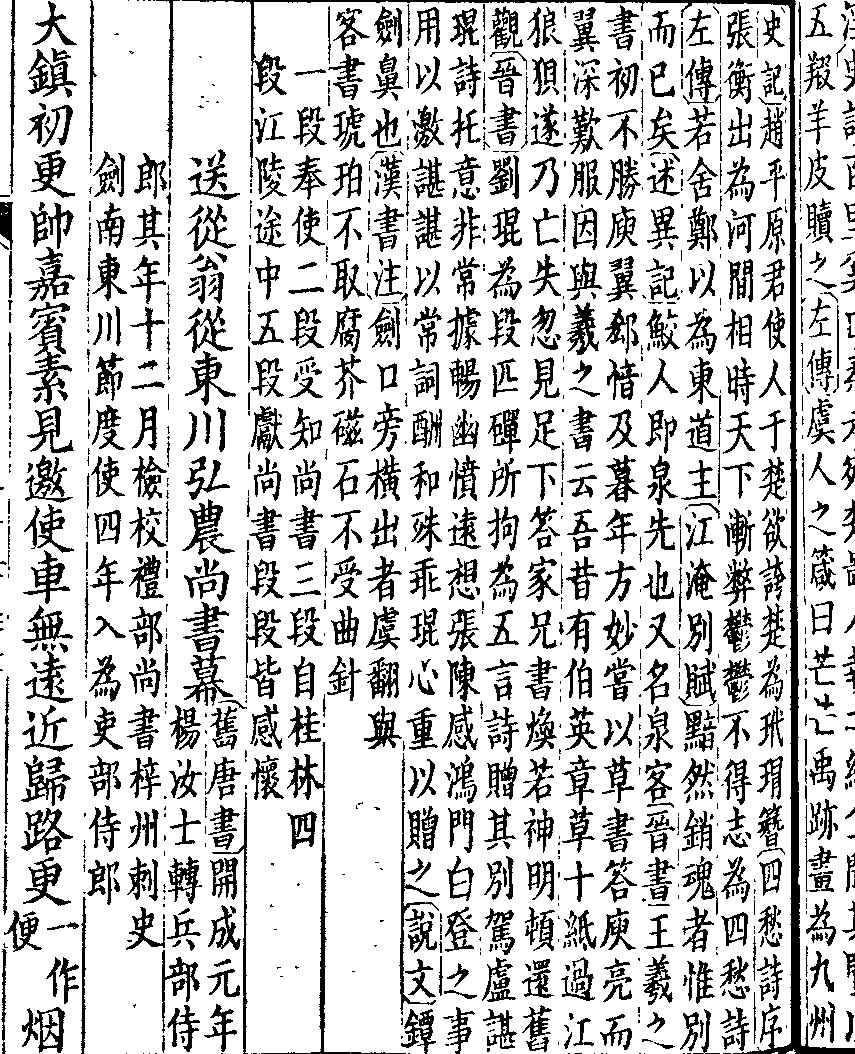 五羖羊皮贖之左傳虞人之箴曰芒芒禹跡畫為九州
史記趙平原君使人于楚欲誇楚為玳瑁簪四愁詩序
張衡出為河間相時天下漸弊鬱鬱不得志為四愁詩
左傳若舍鄭以為東道主江淹別賦黯然銷魂者惟別
而已矣述異記鮫人即泉先也又名泉客晉書王羲之
書初不勝庾翼郄愔及暮年方妙嘗以草書答庾亮而
翼深歎服因與羲之書云吾昔有伯英章草十紙過江
狼狽遂乃亡失忽見足下答家兄書煥若神明頓還舊
觀晉書劉琨為段匹磾所拘為五言詩贈其別駕盧諶
琨詩托意非常據暢幽憤遠想張陳感鴻門白登之事
用以激諶諶以常詞酬和殊乖琨心重以贈之說文鐔
劍鼻也漢書注劍口旁橫出者虞翻與
客書琥珀不取腐芥磁石不受曲針
一段奉使二段受知尚書三段自桂林四
段江陵途中五段獻尚書段段皆感懷
送從翁從東川弘農尚書幕
舊唐書開成元年
楊汝士轉兵部侍
郎其年十二月檢校禮部尚書梓州刺史
劍南東川節度使四年入為吏部侍郎
大鎮初更帥嘉賓素見邀使車無遠近歸路更
一作
便
烟